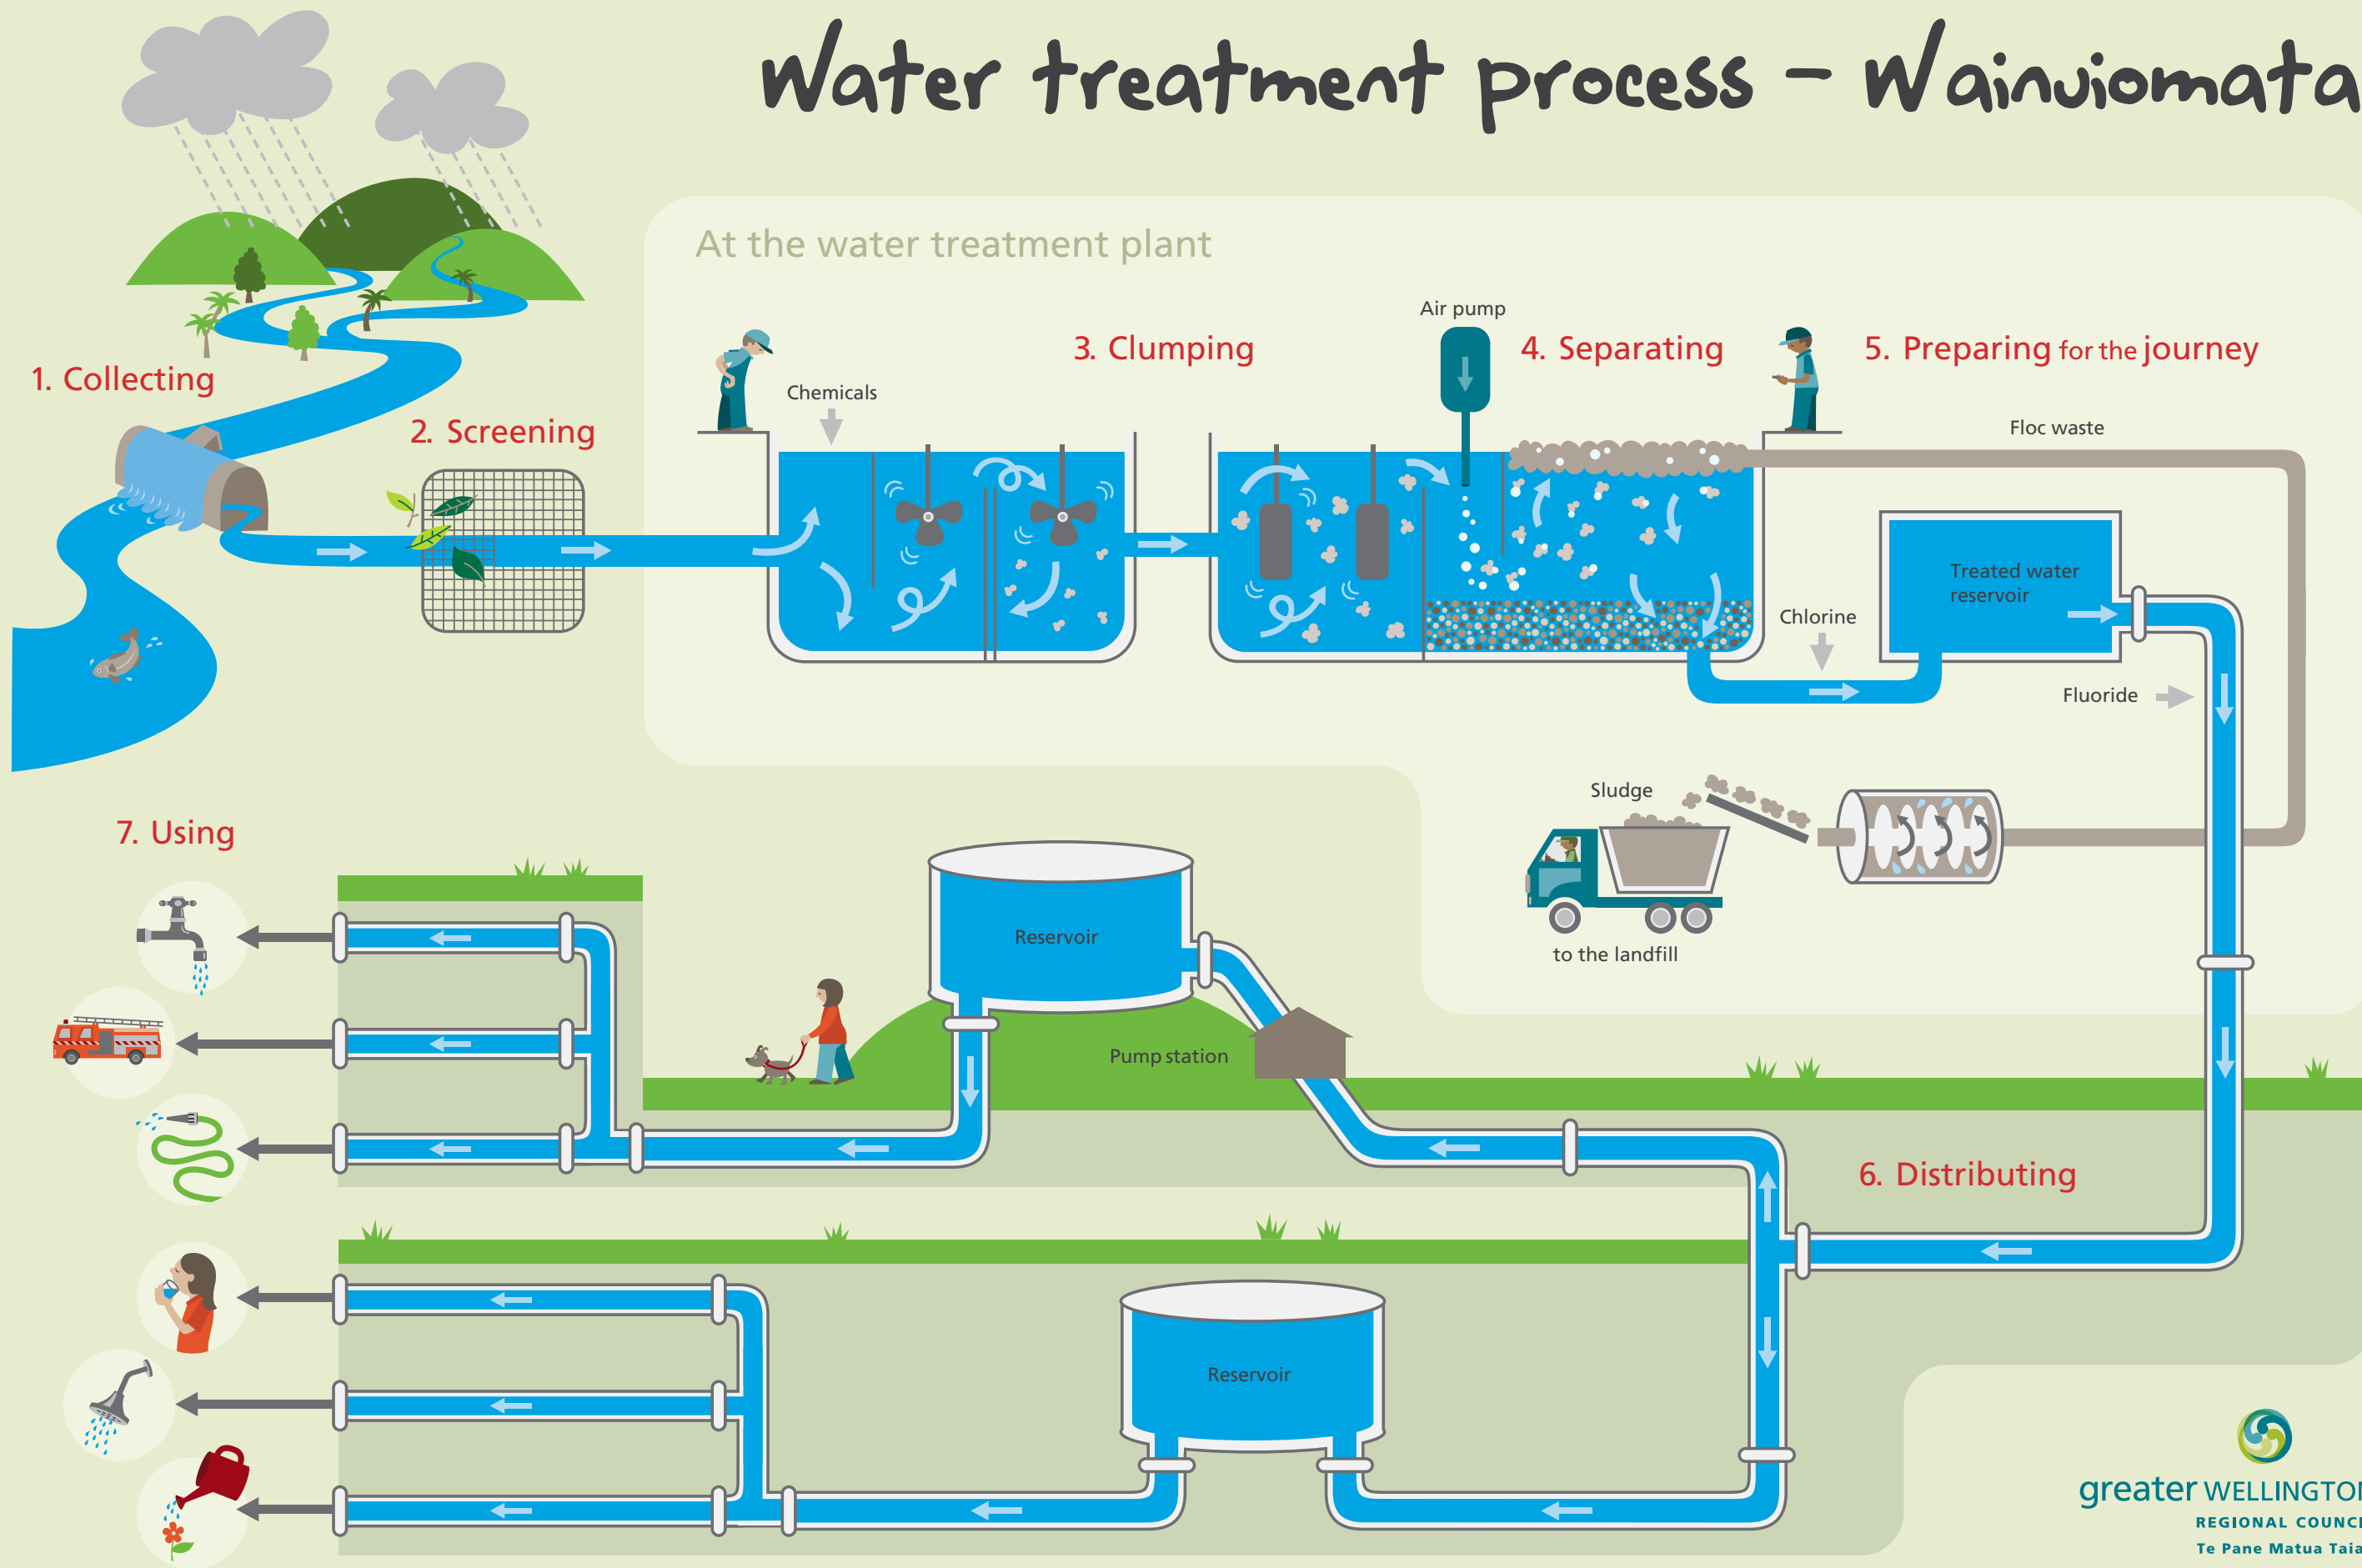 Water treatment process – Wainuiomata
At the water treatment plant
1. Collecting
2. Screening
Chemicals
3. Clumping
Air pump
4. Separating
5. Preparing for the journey
Floc waste
Treated water
reservoir
Chlorine
Fluoride
Sludge
to the landfill
7. Using
Reservoir
Pump station
6. Distributing
Reservoir
greater WELLINGTON
REGIONAL COUNC
Te Pane Matua Taia